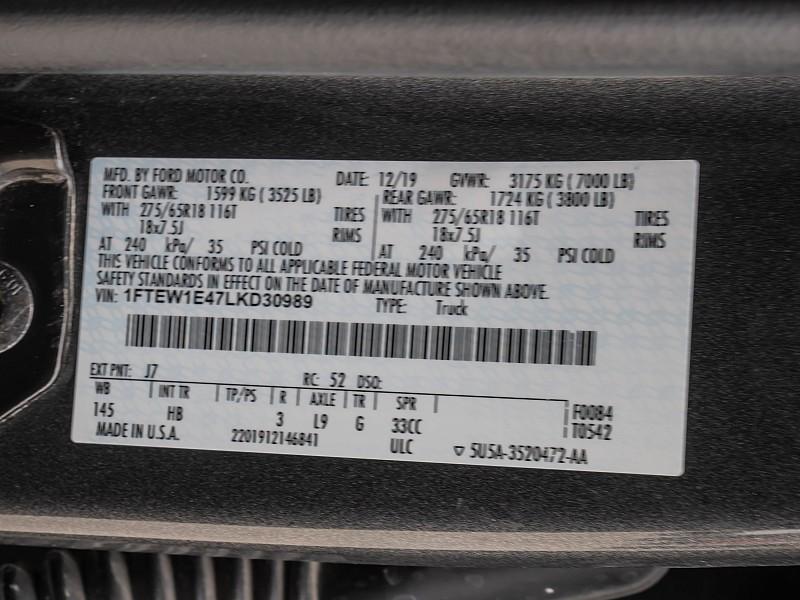 MFD. BY FORD MOTOR CO. DATE: 12/19 GVWR: 3175 KG ( 7000 LB)
FRONT GAWR: 1599 KG ( 3525 LB) REAR GAWR: 1724 KG ( 3800 LB)
WITH 275/65R18 116T TIRES WITH 275/65R18 116T TIRES
18x7.5J RIMS 18x7.5J RIMS
AT 240 kPa/ 35 PSI COLD AT 240 kPa/ 35 PSI COLD
THIS VEHICLE CONFORMS TO ALL APPLICABLE FEDERAL MOTOR VEHICLE
SAFETY STANDARDS IN EFFECT ON THE DATE OF MANUFACTURE SHOWN ABOVE.
VIN: 1FTEW1E47LKD30989 TYPE: Truck
EXT PNT: J7 RC: 52 DSO:
WB INT TR TP/PS R AXLE TR SPR
145 HB 3 L9 G 33CC F0084
T0542
MADE IN U.S.A. 2201912146841 ULC ▽ 5U5A-3520472-AA